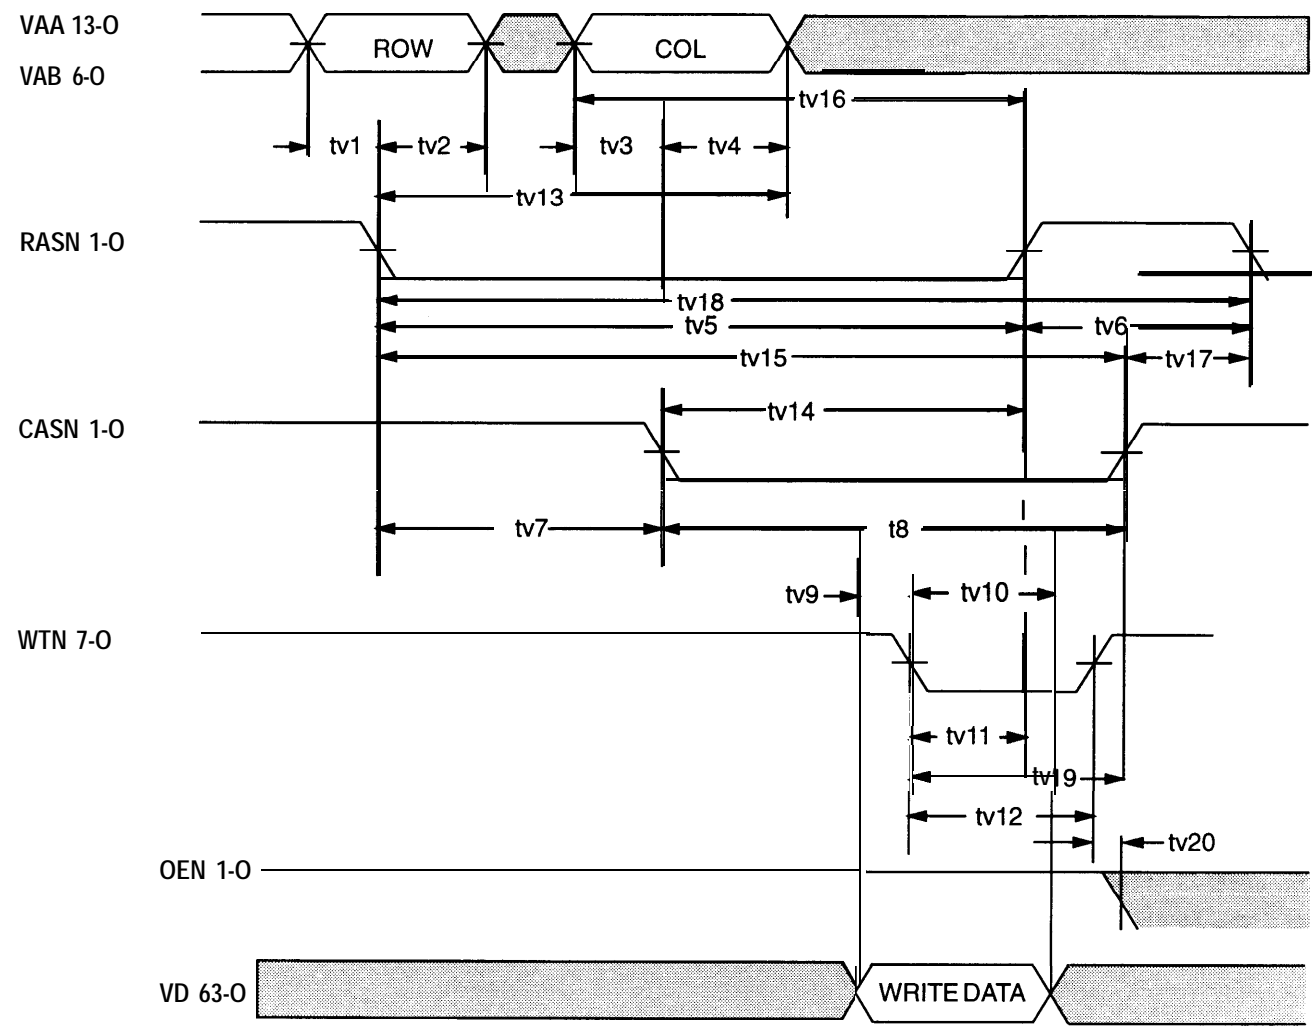 VAA 13-0
ROW COL
VAB 6-0
tv16
tv1 tv2 tv3 tv4
tv13
RASN 1-0
tv18
tv5 tv6
tv15 tv17
tv14
CASN 1-0
tv7 t8
tv9 tv10
WTN 7-0
tv11
tv19
tv12
tv20
OEN 1-0
VD 63-0 WRITE DATA